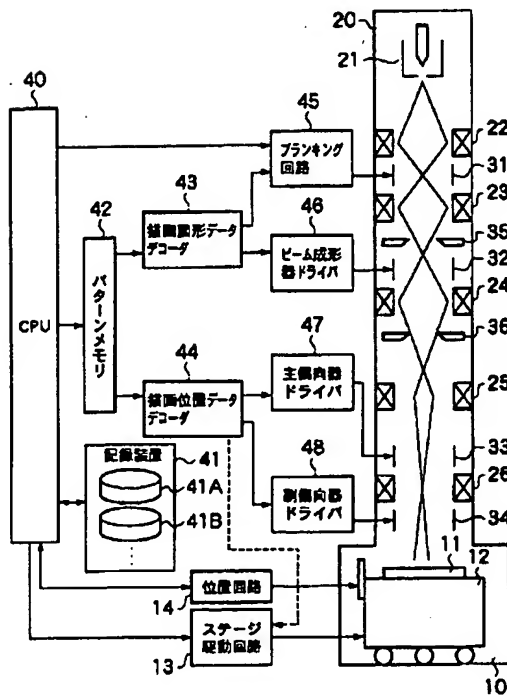 20
21
40
45
ブランキング
回路
22
31
43
23
42
描画図形データ
デコーダ
46
35
ビーム成形
器ドライバ
32
24
CPU
パターンメモリ
36
44
47
主偏向器
ドライバ
25
描画位置データ
デコーダ
33
記録装置
41
48
26
41A
副偏向器
ドライバ
41B
34
11
12
位置回路
14
ステージ
駆動回路
13
10